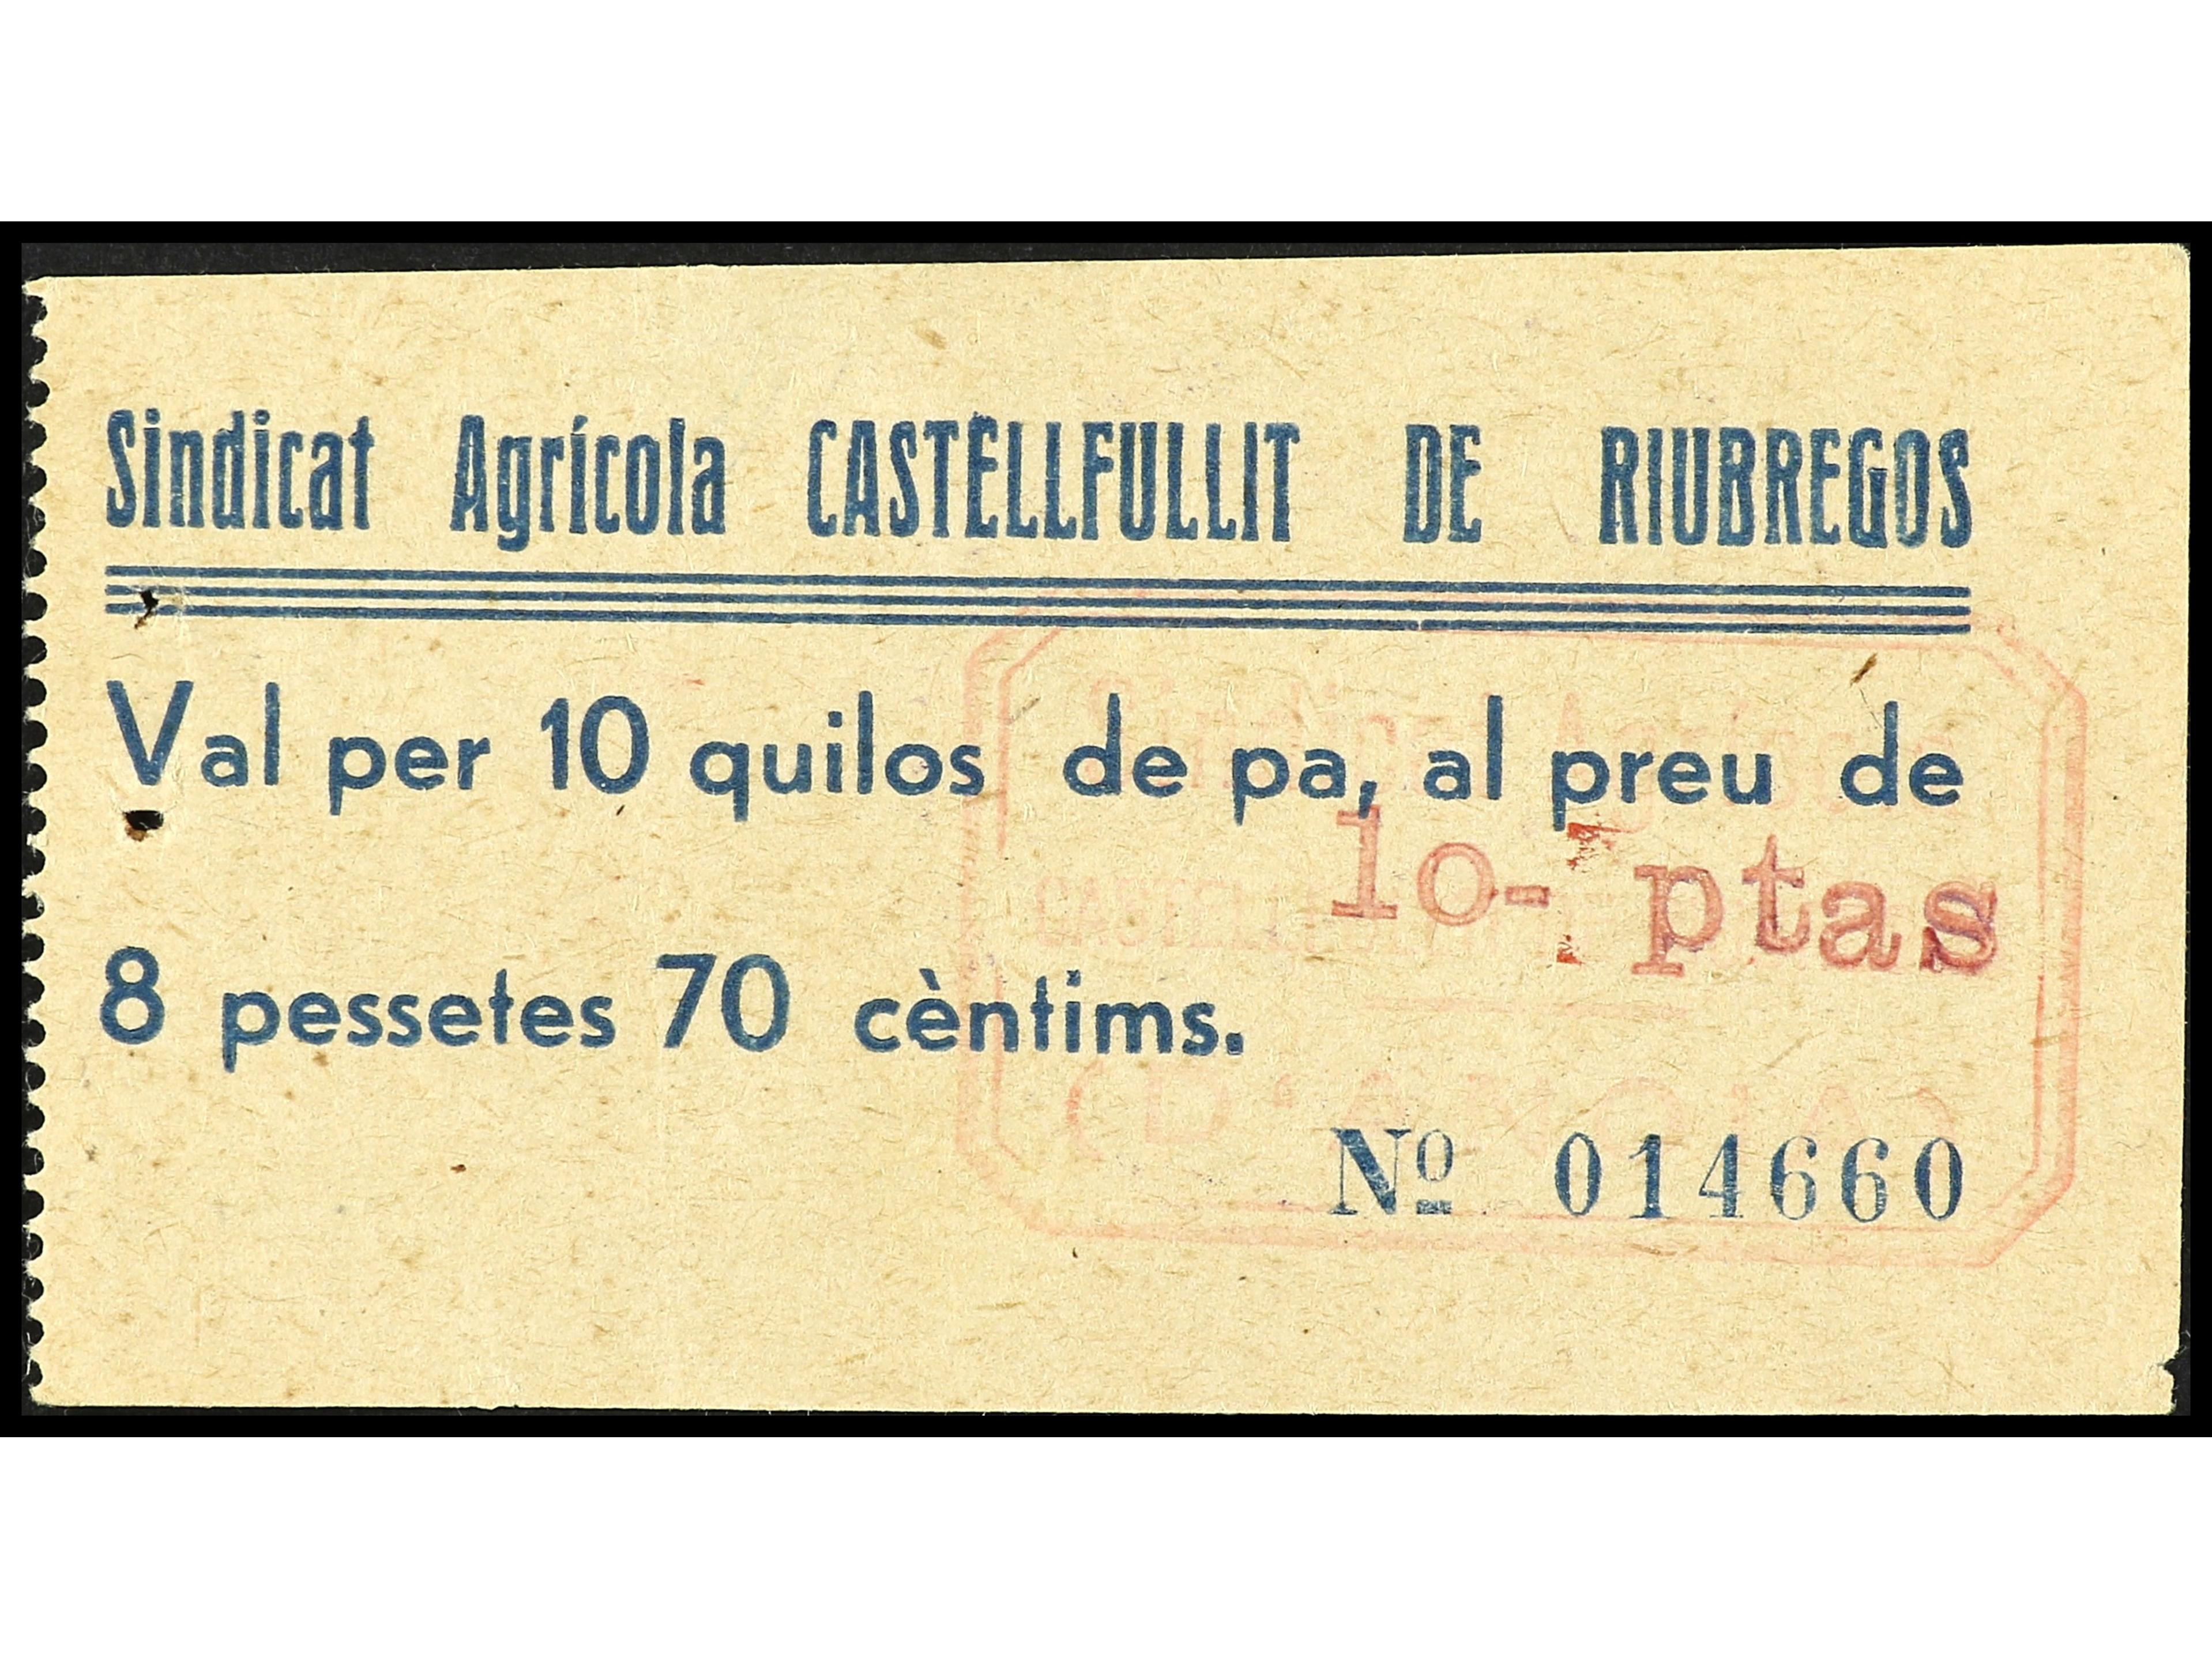 Sindicat Agrícola CASTELLFULLIT DE RIUBREGOS
Val per 10 quilos de pa, al preu de
10- ptas
8 pessetes 70 cèntims.
Nº 014660